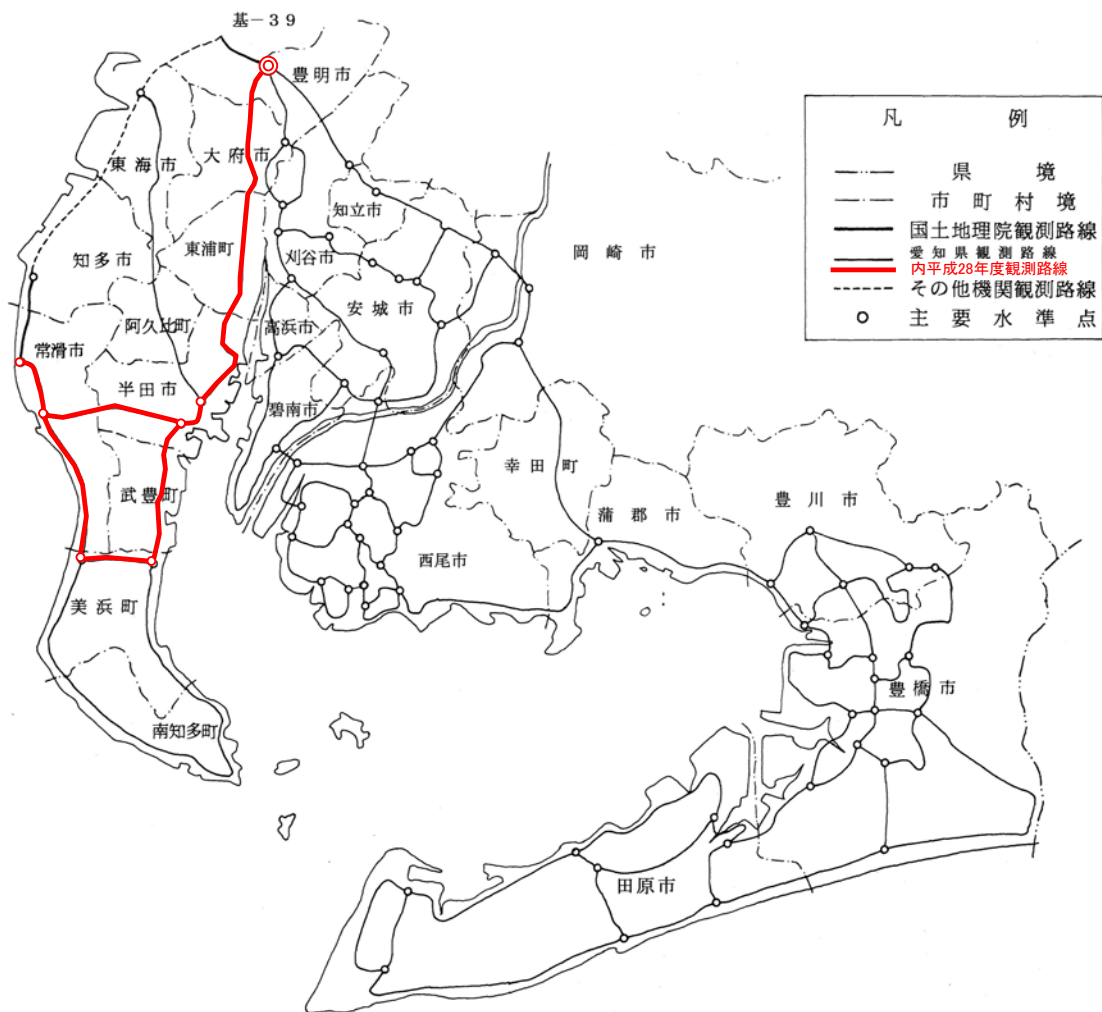 基－39
豊明市
東海市
大府市
知立市
知多市
東浦町
刈谷市
岡崎市
安城市
阿久比町
高浜市
常滑市
半田市
碧南市
武豊町
幸田町
蒲郡市
豊川市
西尾市
美浜町
豊橋市
南知多町
田原市
凡例
県境
市町村境
国土地理院観測路線
愛知県観測路線
内平成28年度観測路線
その他機関観測路線
主要水準点